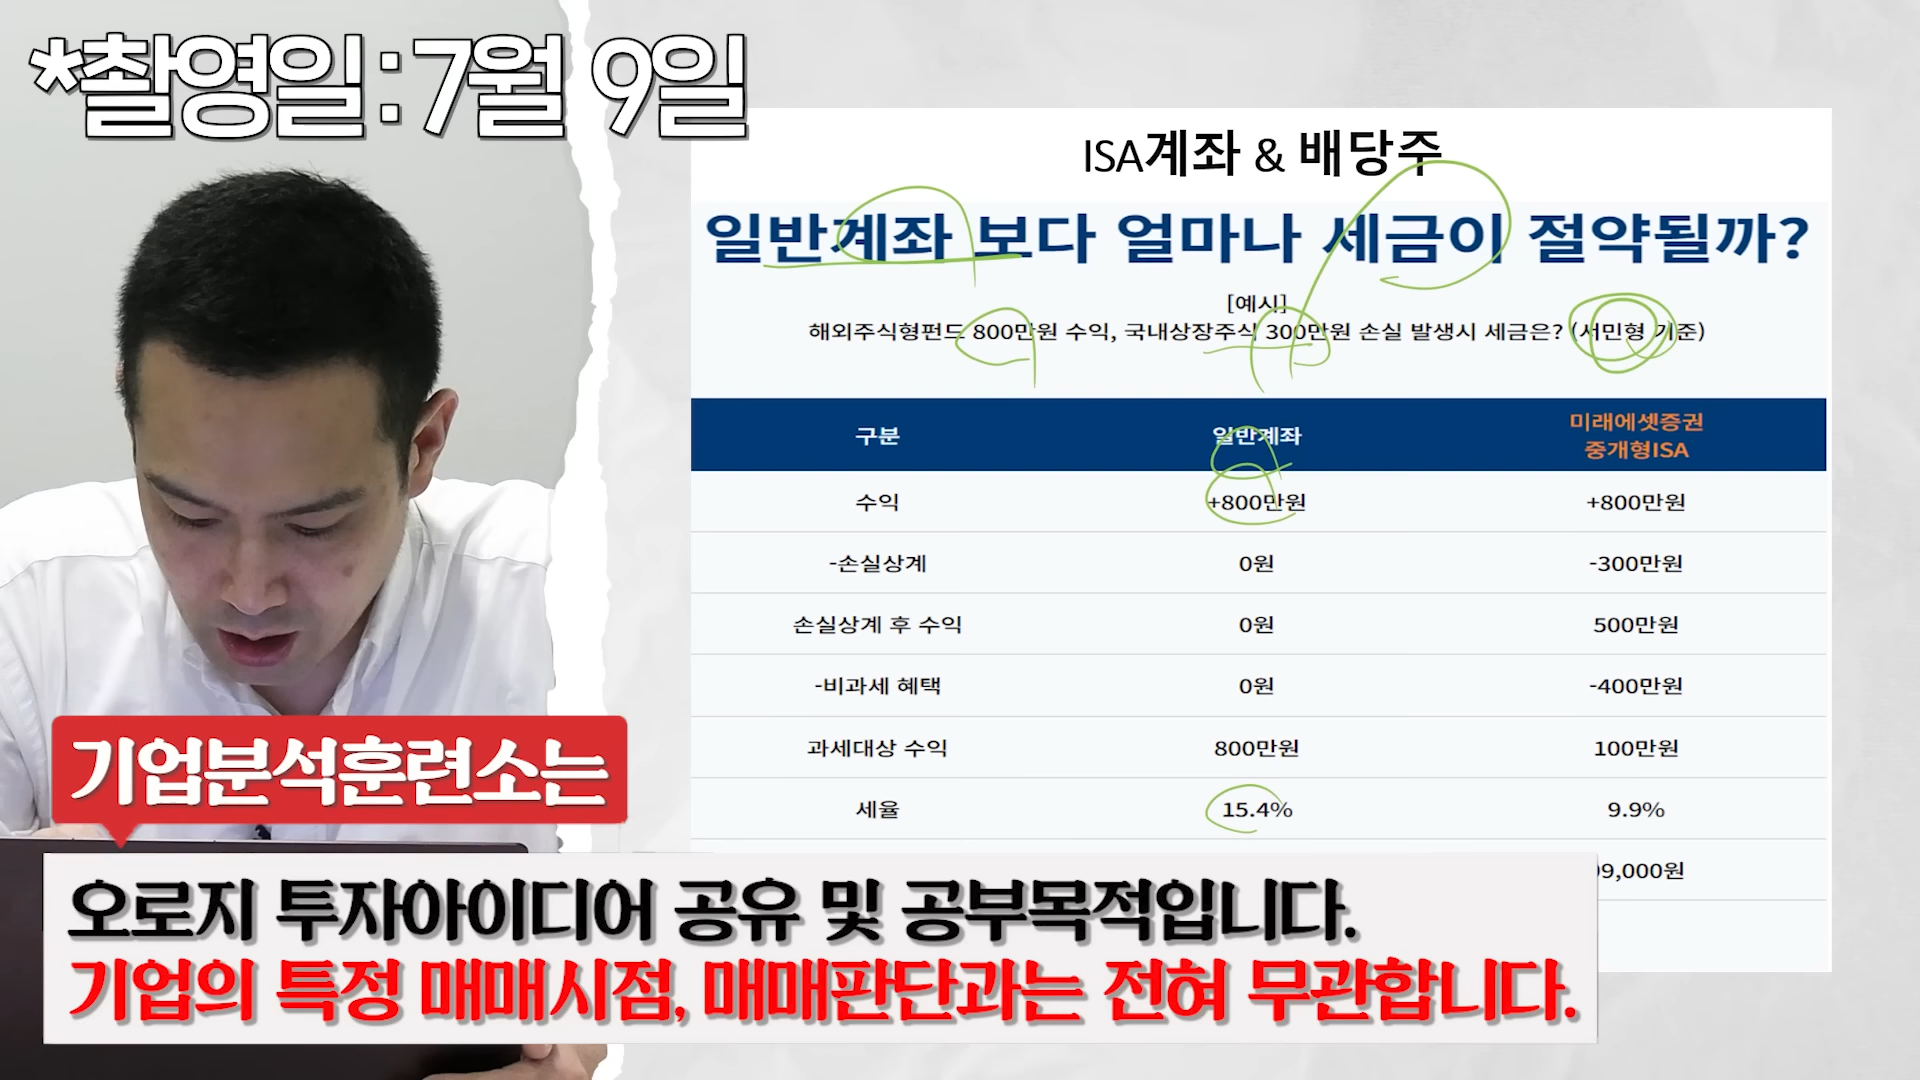 *촬영일 : 7월 9일
ISA계좌 & 배당주
일반계좌 보다 얼마나 세금이 절약될까?
[예시]
해외주식형펀드 800만원 수익, 국내상장주식 300만원 손실 발생시 세금은? (서민형 기준)
구분 일반계좌 미래에셋증권 중개형ISA
수익 +800만원 +800만원
-손실상계 0원 -300만원
손실상계 후 수익 0원 500만원
-비과세 혜택 0원 -400만원
과세대상 수익 800만원 100만원
세율 15.4% 9.9%
9,000원
기업분석훈련소는
오로지 투자아이디어 공유 및 공부목적입니다.
기업의 특정 매매시점, 매매판단과는 전혀 무관합니다.